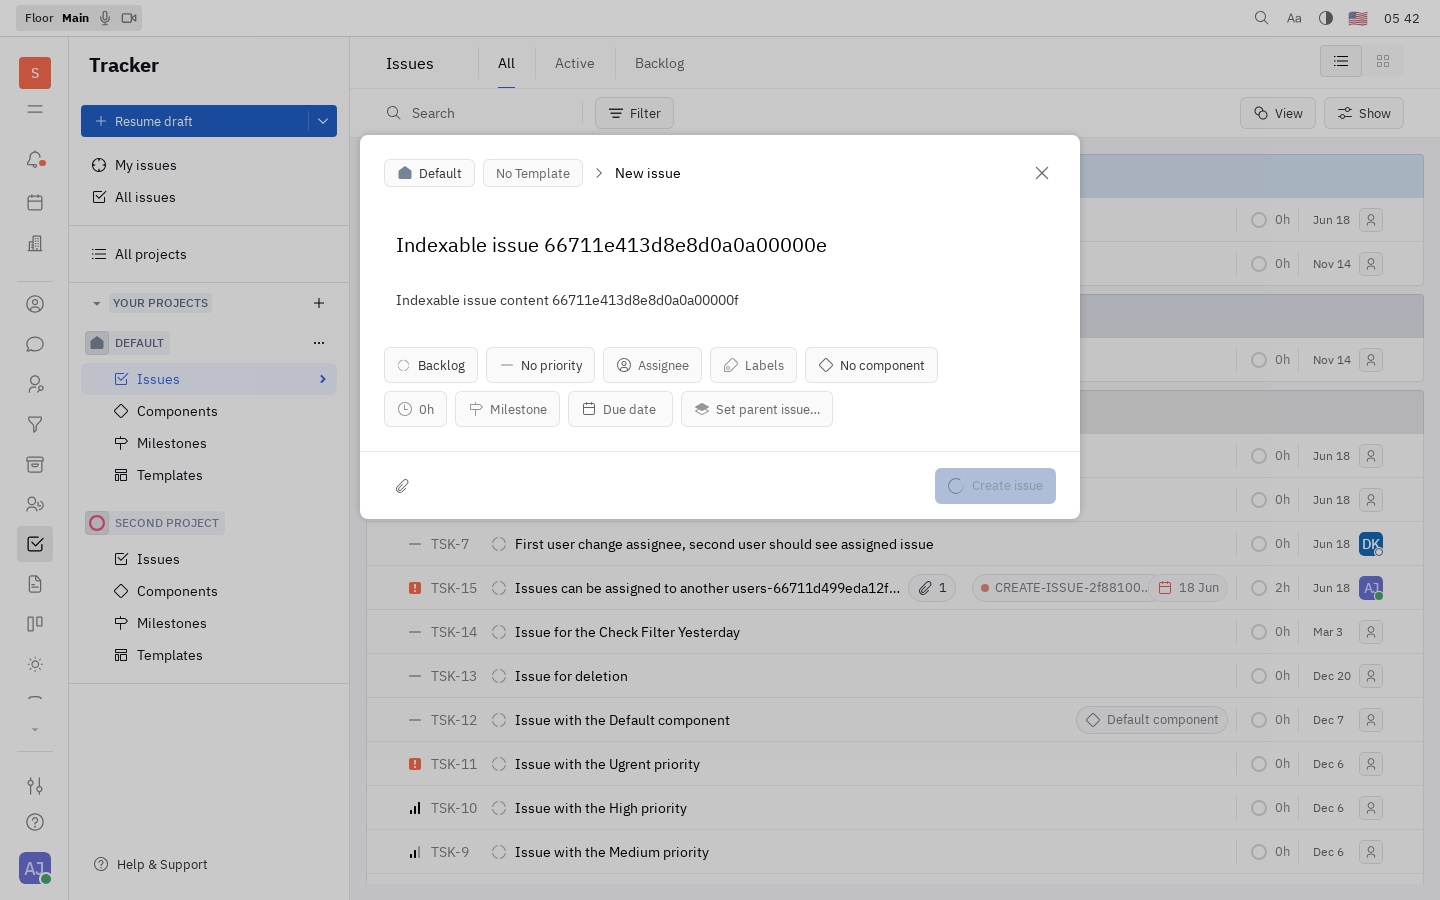 Floor Main
Aa
05 42
S
Tracker
Resume draft
My issues
All issues
All projects
YOUR PROJECTS
DEFAULT
Issues
Components
Milestones
Templates
SECOND PROJECT
Issues
Components
Milestones
Templates
Help & Support
AJ
Issues
All
Active
Backlog
Search
Filter
View
Show
Default
No Template
New issue
Indexable issue 66711e413d8e8d0a0a00000e
Indexable issue content 66711e413d8e8d0a0a00000f
Backlog
No priority
Assignee
Labels
No component
0h
Milestone
Due date
Set parent issue...
Create issue
0h Jun 18
0h Nov 14
0h Nov 14
0h Jun 18
0h Jun 18
TSK-7 First user change assignee, second user should see assigned issue 0h Jun 18 DK
TSK-15 Issues can be assigned to another users-66711d499eda12f... 1 CREATE-ISSUE-2f88100... 18 Jun 2h Jun 18 AJ
TSK-14 Issue for the Check Filter Yesterday 0h Mar 3
TSK-13 Issue for deletion 0h Dec 20
TSK-12 Issue with the Default component Default component 0h Dec 7
TSK-11 Issue with the Ugrent priority 0h Dec 6
TSK-10 Issue with the High priority 0h Dec 6
TSK-9 Issue with the Medium priority 0h Dec 6